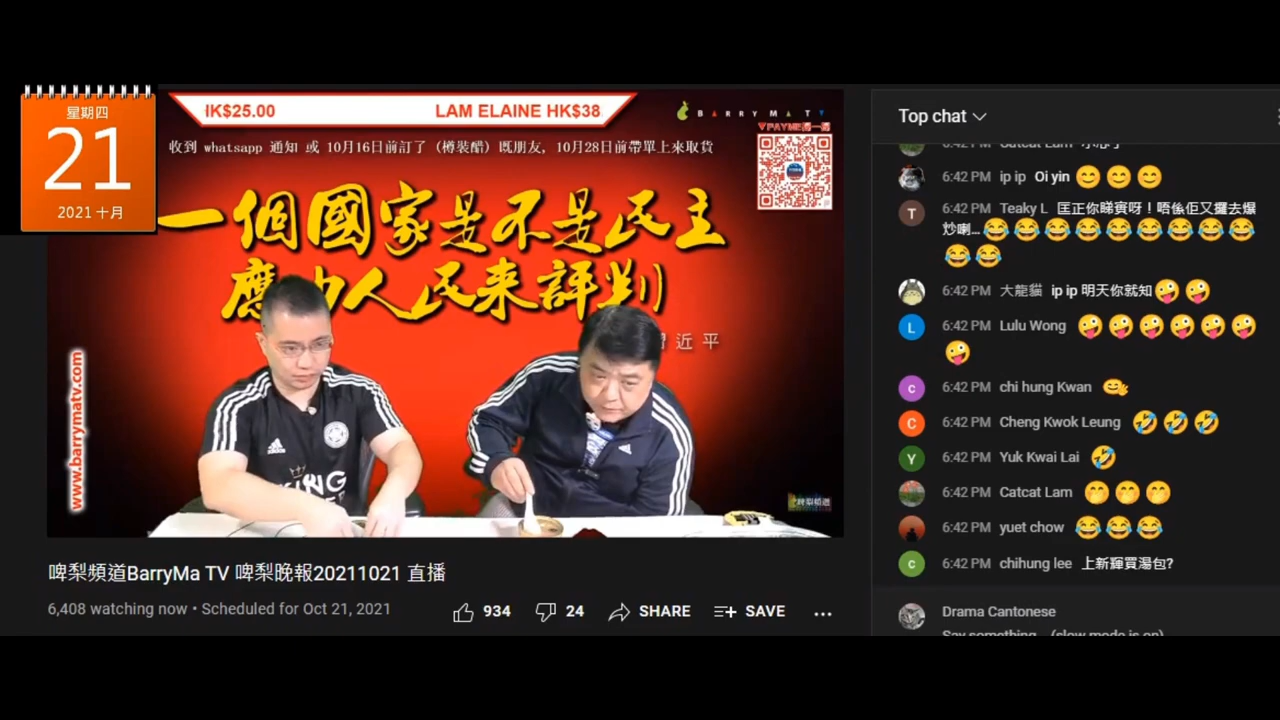 星期四
21
2021 十月
IK$25.00
LAM ELAINE HK$38
BARRYMATV
收到 whatsapp 通知 或 10月16日前訂了 (樽裝醋) 既朋友, 10月28日前帶單上來取貨
一個國家是不是民主
應由人民来評判
近平
www.barrymatv.com
啤梨頻道BarryMa TV 啤梨晚報20211021 直播
6,408 watching now • Scheduled for Oct 21, 2021
934
24
SHARE
SAVE
Top chat
6:42 PM ip ip Oi yin 😊😊😊
6:42 PM Teaky L 匡正你睇實呀！唔係佢又攞去爆
炒喇...😂😂😂😂😂😂😂😂😂
😂😂
6:42 PM 大龍貓 ip ip 明天你就知🤪🤪
6:42 PM Lulu Wong 🤪🤪🤪🤪🤪🤪
🤪
6:42 PM chi hung Kwan
6:42 PM Cheng Kwok Leung 🤣🤣🤣
6:42 PM Yuk Kwai Lai 🤣
6:42 PM Catcat Lam 🤭🤭🤭
6:42 PM yuet chow 😂😂😂
6:42 PM chihung lee 上新輝買湯包?
Drama Cantonese
Say something... (slow mode is on)